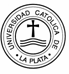 UNIVERSIDAD CATOLICA DE
• LA PLATA •